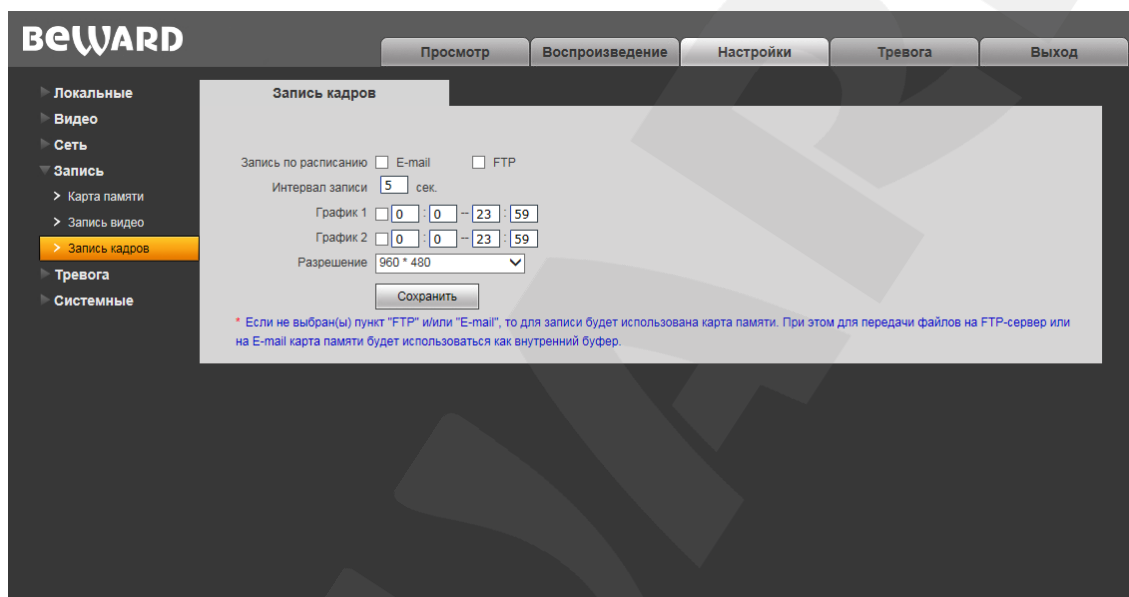 BEWARD
Просмотр Воспроизведение Настройки Тревога Выход
Локальные
Видео
Сеть
Запись
> Карта памяти
> Запись видео
> Запись кадров
Тревога
Системные
Запись кадров
Запись по расписанию E-mail FTP
Интервал записи 5 сек.
График 1 0 : 0 -- 23 : 59
График 2 0 : 0 -- 23 : 59
Разрешение 960 * 480
Сохранить
* Если не выбран(ы) пункт "FTP" и/или "E-mail", то для записи будет использована карта памяти. При этом для передачи файлов на FTP-сервер или
на E-mail карта памяти будет использоваться как внутренний буфер.